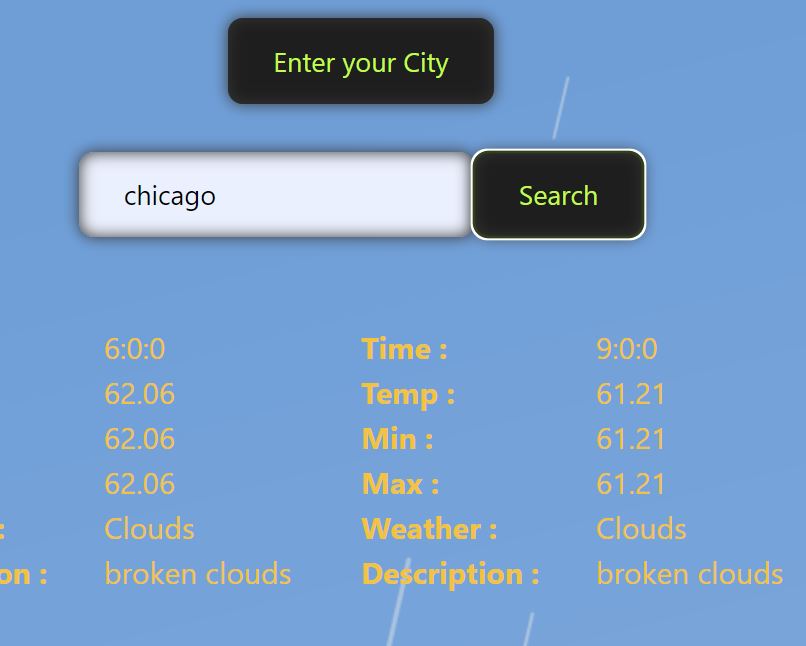 Enter your City
chicago
Search
6:0:0 Time : 9:0:0
62.06 Temp : 61.21
62.06 Min : 61.21
62.06 Max : 61.21
: Clouds Weather : Clouds
on : broken clouds Description : broken clouds